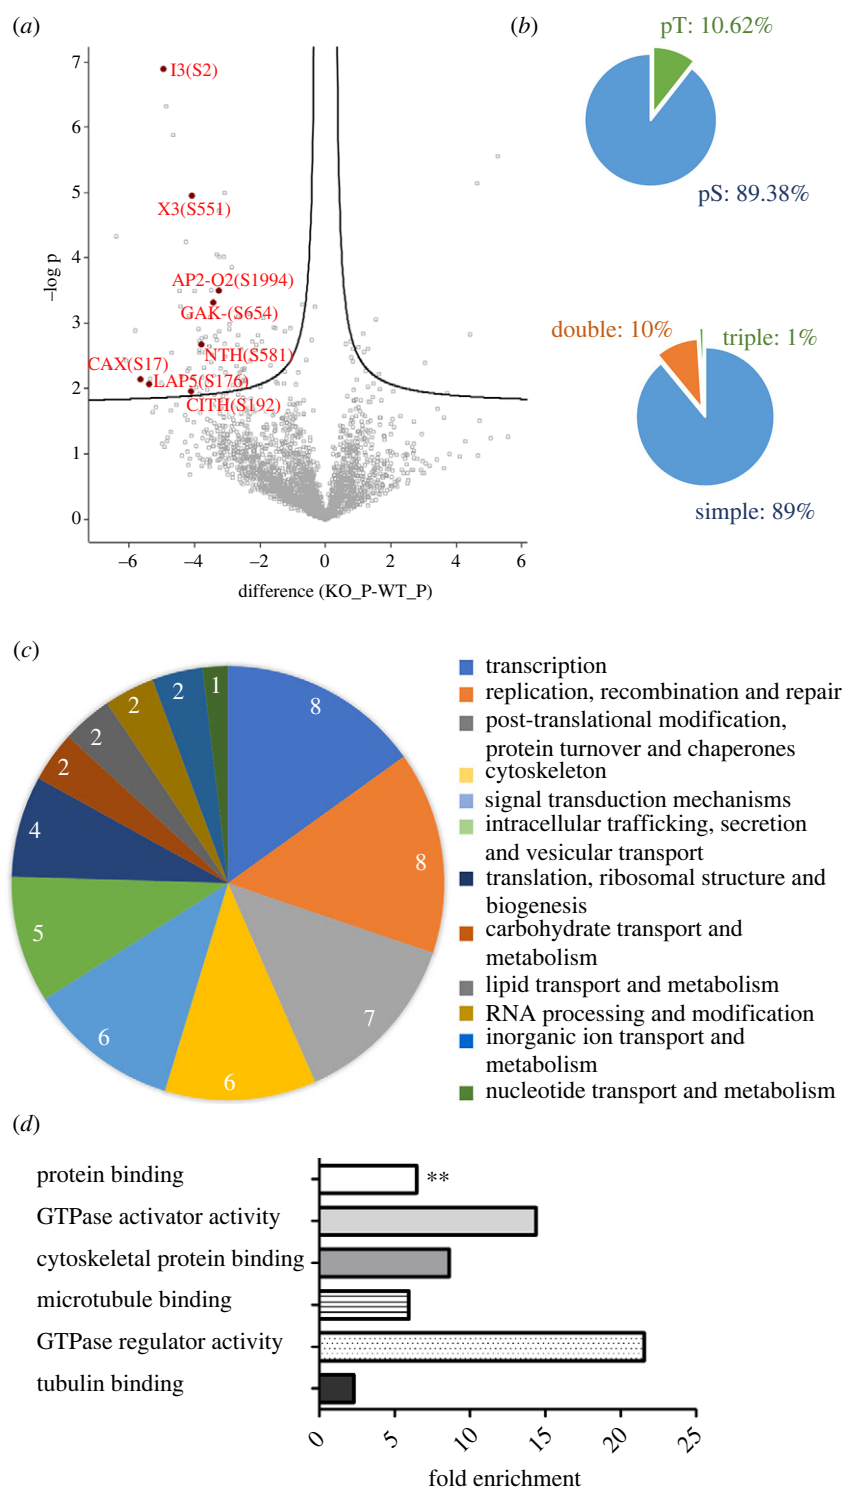 (a)
7
6
5
4
3
2
1
0
–log p
I3(S2)
X3(S551)
AP2-O2(S1994)
GAK-(S654)
NTH(S581)
CAX(S17)
LAP5(S176)
CITH(S192)
–6
–4
–2
0
2
4
6
difference (KO_P-WT_P)
(b)
pT: 10.62%
pS: 89.38%
double: 10%
triple: 1%
simple: 89%
(c)
8
8
7
6
6
5
4
2
2
2
2
1
transcription
replication, recombination and repair
post-translational modification,
protein turnover and chaperones
cytoskeleton
signal transduction mechanisms
intracellular trafficking, secretion
and vesicular transport
translation, ribosomal structure and
biogenesis
carbohydrate transport and
metabolism
lipid transport and metabolism
RNA processing and modification
inorganic ion transport and
metabolism
nucleotide transport and metabolism
(d)
protein binding
**
GTPase activator activity
cytoskeletal protein binding
microtubule binding
GTPase regulator activity
tubulin binding
0
5
10
15
20
25
fold enrichment